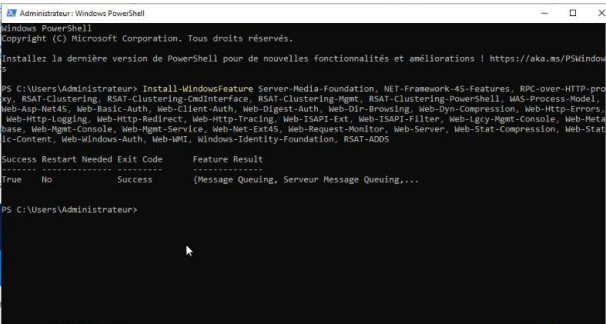 Administrateur : Windows PowerShell
Windows PowerShell
Copyright (C) Microsoft Corporation. Tous droits réservés.
Installez la dernière version de PowerShell pour de nouvelles fonctionnalités et améliorations ! https://aka.ms/PSWindow
s
PS C:\Users\Administrateur> Install-WindowsFeature Server-Media-Foundation, NET-Framework-45-Features, RPC-over-HTTP-pro
xy, RSAT-Clustering, RSAT-Clustering-CmdInterface, RSAT-Clustering-Mgmt, RSAT-Clustering-PowerShell, WAS-Process-Model,
Web-Asp-Net45, Web-Basic-Auth, Web-Client-Auth, Web-Digest-Auth, Web-Dir-Browsing, Web-Dyn-Compression, Web-Http-Errors,
Web-Http-Logging, Web-Http-Redirect, Web-Http-Tracing, Web-ISAPI-Ext, Web-ISAPI-Filter, Web-Lgcy-Mgmt-Console, Web-Meta
base, Web-Mgmt-Console, Web-Mgmt-Service, Web-Net-Ext45, Web-Request-Monitor, Web-Server, Web-Stat-Compression, Web-Stat
ic-Content, Web-Windows-Auth, Web-WMI, Windows-Identity-Foundation, RSAT-ADDS
Success Restart Needed Exit Code Feature Result
------- -------------- --------- --------------
True No Success {Message Queuing, Serveur Message Queuing,...
PS C:\Users\Administrateur>